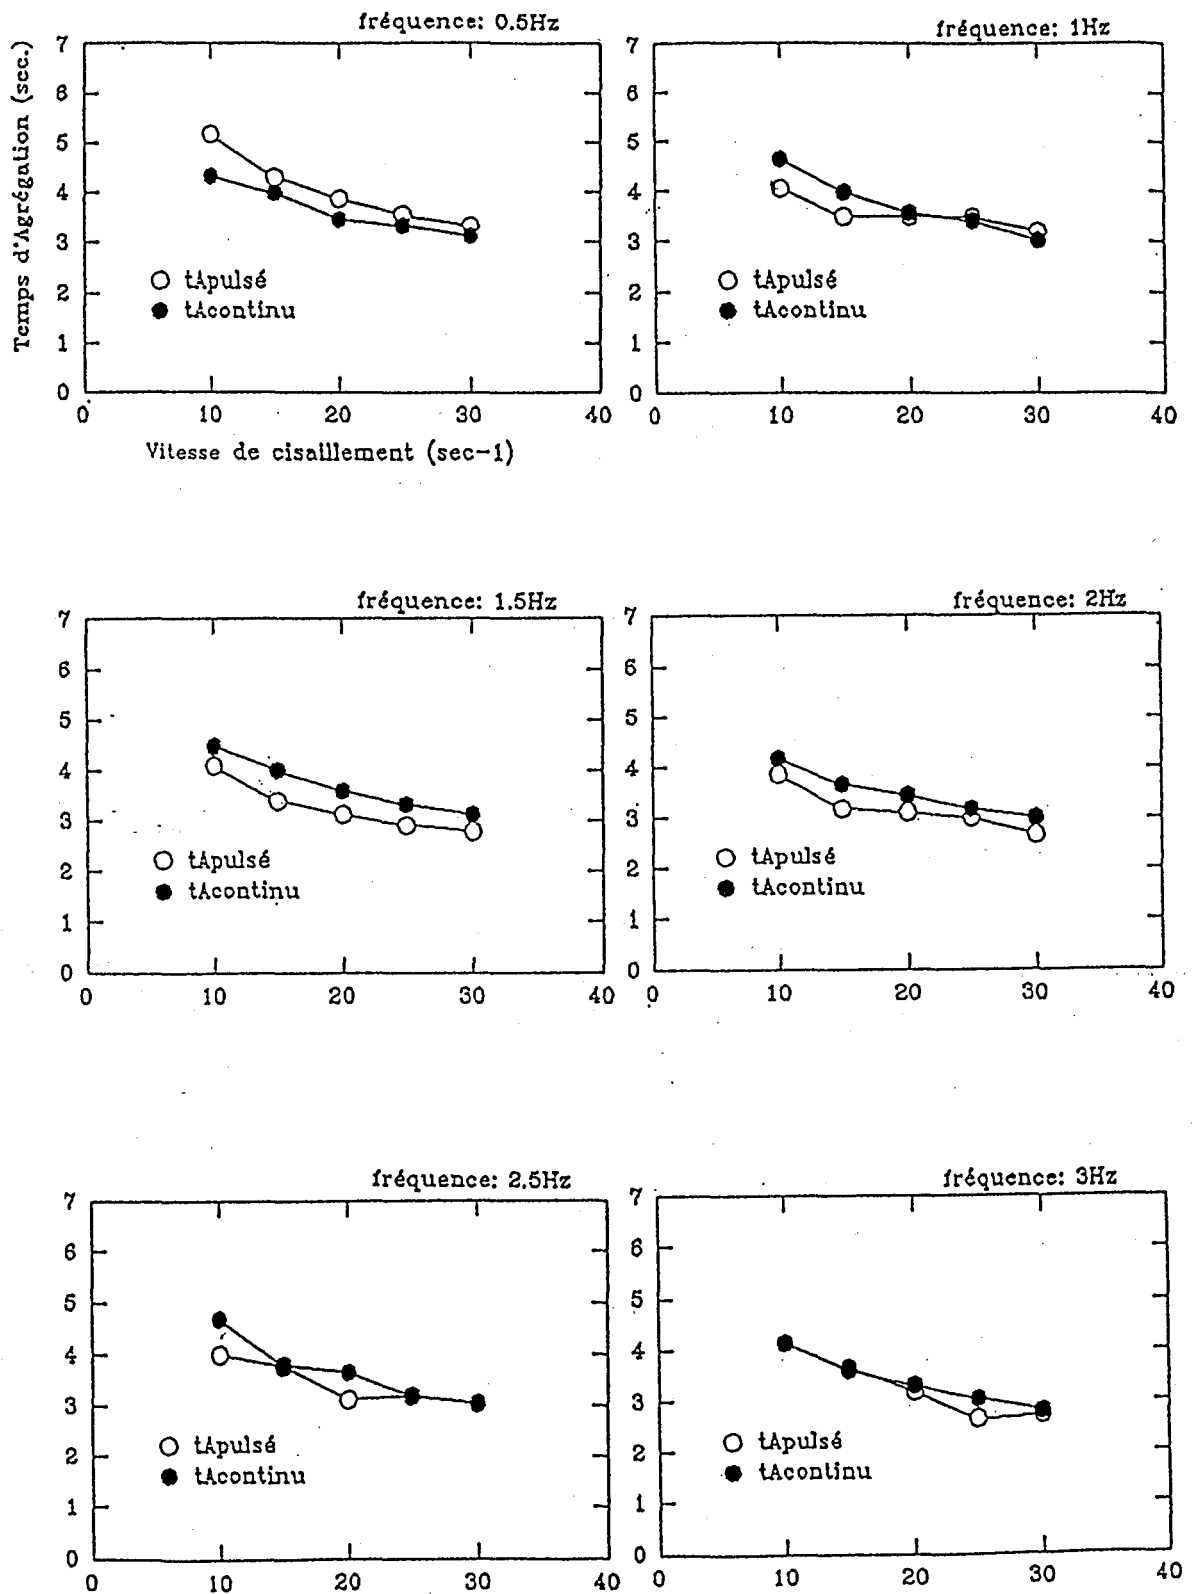 fréquence: 0.5Hz
Temps d'Agrégation (sec.)
7
6
5
4
3
2
1
0
tApulsé
tAcontinu
0 10 20 30 40
Vitesse de cisaillement (sec-1)
fréquence: 1Hz
7
6
5
4
3
2
1
0
tApulsé
tAcontinu
0 10 20 30 40
fréquence: 1.5Hz
7
6
5
4
3
2
1
0
tApulsé
tAcontinu
0 10 20 30 40
fréquence: 2Hz
7
6
5
4
3
2
1
0
tApulsé
tAcontinu
0 10 20 30 40
fréquence: 2.5Hz
7
6
5
4
3
2
1
0
tApulsé
tAcontinu
0 10 20 30 40
fréquence: 3Hz
7
6
5
4
3
2
1
0
tApulsé
tAcontinu
0 10 20 30 40